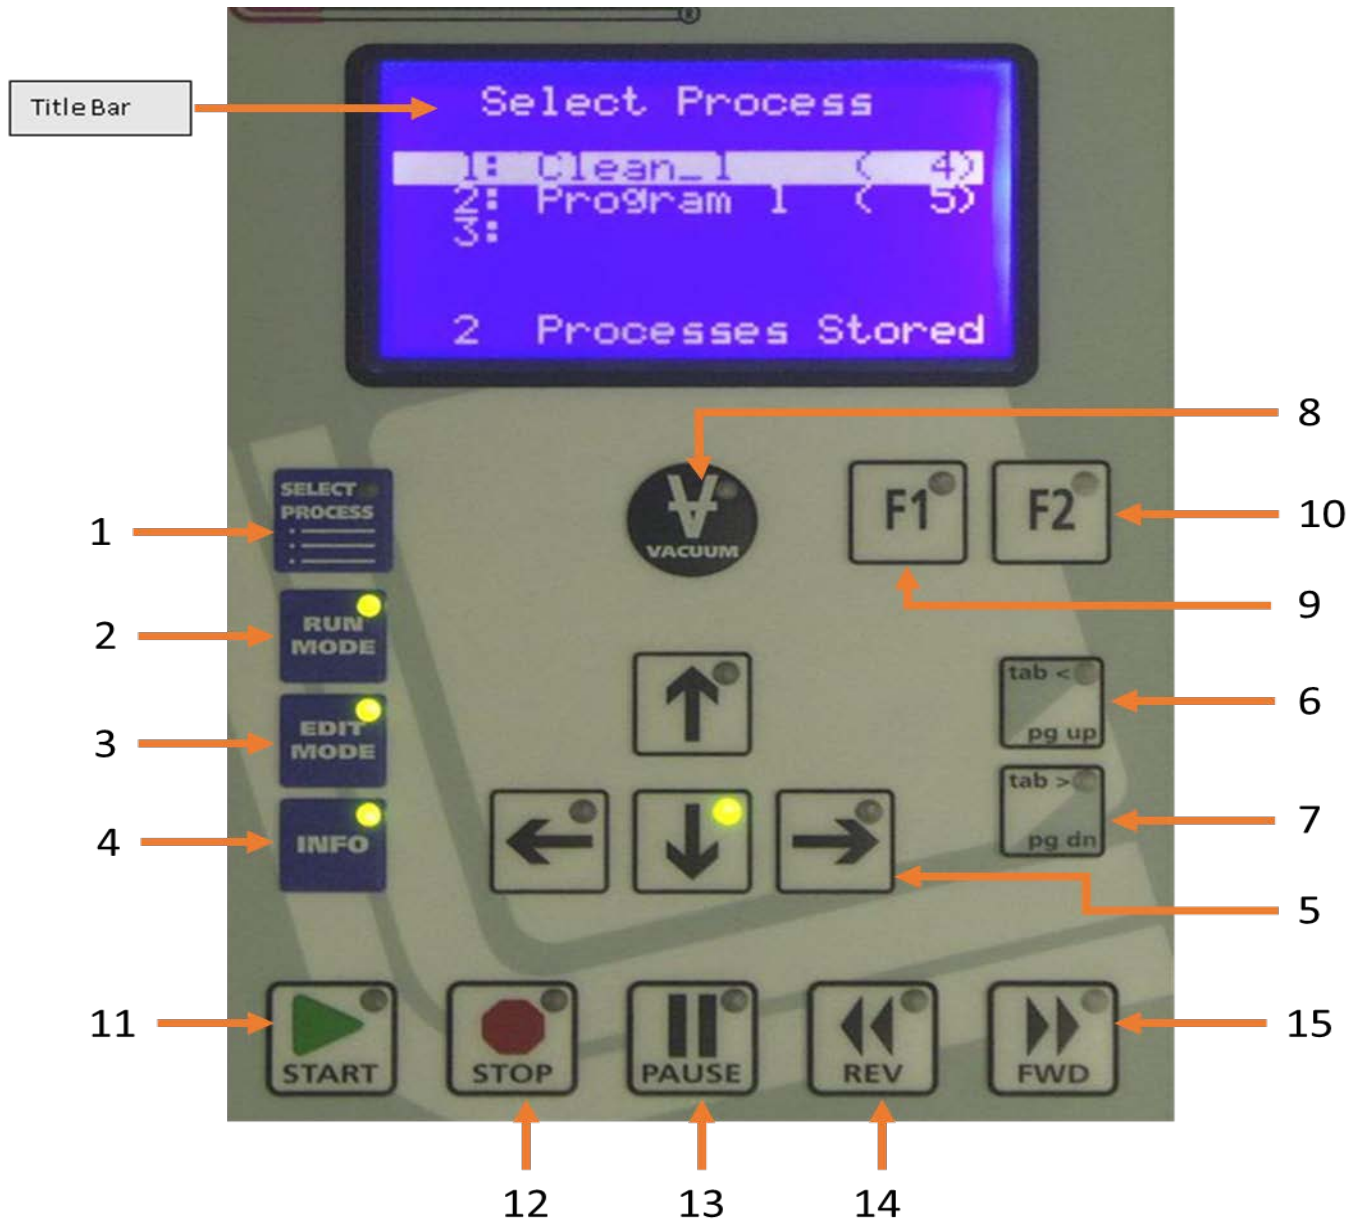 ®
Title Bar
Select Process
1: Clean_1 ( 4)
2: Program 1 ( 5)
3:
2 Processes Stored
8
SELECT
PROCESS
VACUUM
F1
F2
1
10
9
RUN
MODE
2
tab <
pg up
6
EDIT
MODE
3
tab >
pg dn
7
INFO
4
5
START
STOP
PAUSE
REV
FWD
11
15
12
13
14